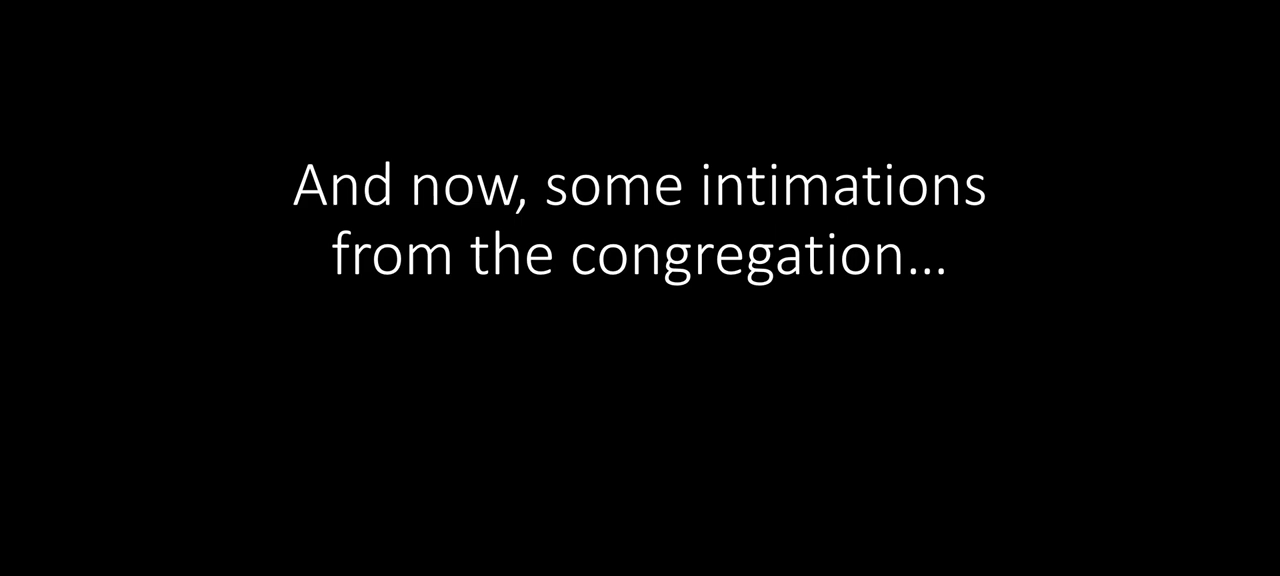 And now, some intimations
from the congregation…